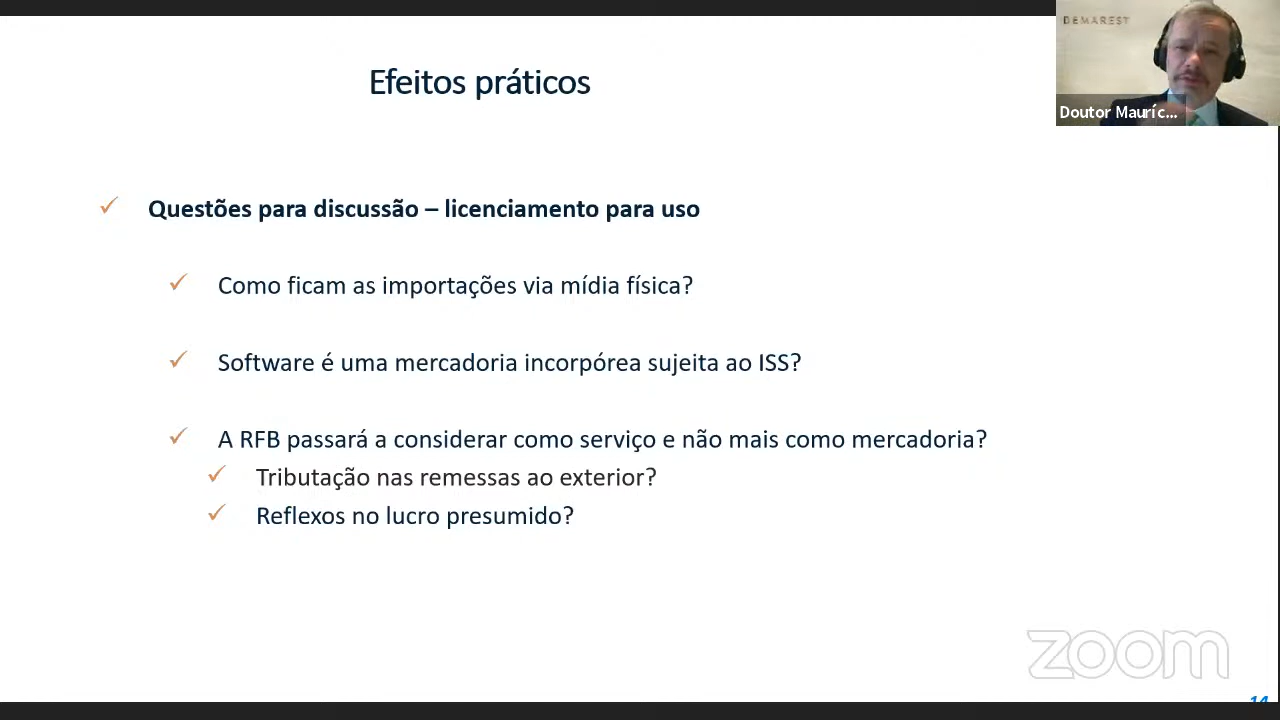 DEMAREST
Doutor Mauríc...
Efeitos práticos
Questões para discussão – licenciamento para uso
Como ficam as importações via mídia física?
Software é uma mercadoria incorpórea sujeita ao ISS?
A RFB passará a considerar como serviço e não mais como mercadoria?
Tributação nas remessas ao exterior?
Reflexos no lucro presumido?
zoom
14